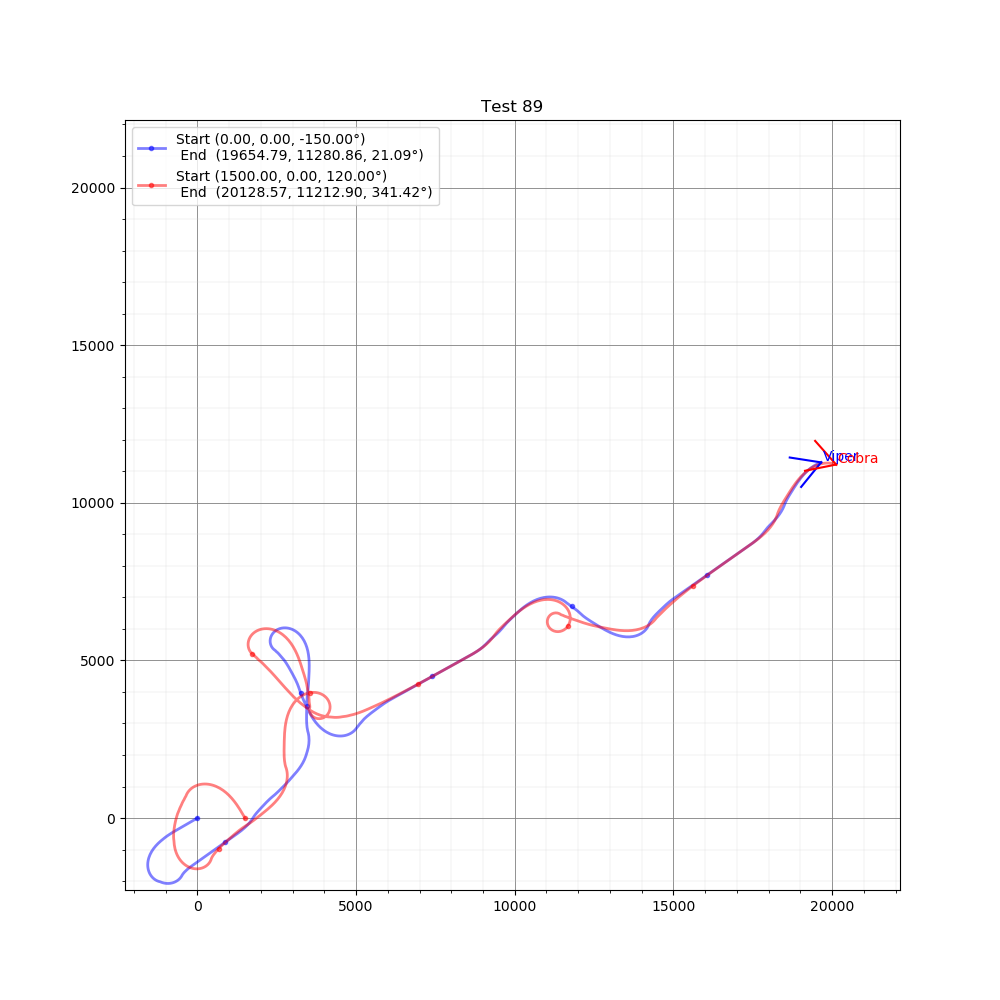 Test 89
Start (0.00, 0.00, -150.00°)
End  (19654.79, 11280.86, 21.09°)
Start (1500.00, 0.00, 120.00°)
End  (20128.57, 11212.90, 341.42°)
20000
15000
10000
5000
0
Viper
Cobra
0
5000
10000
15000
20000